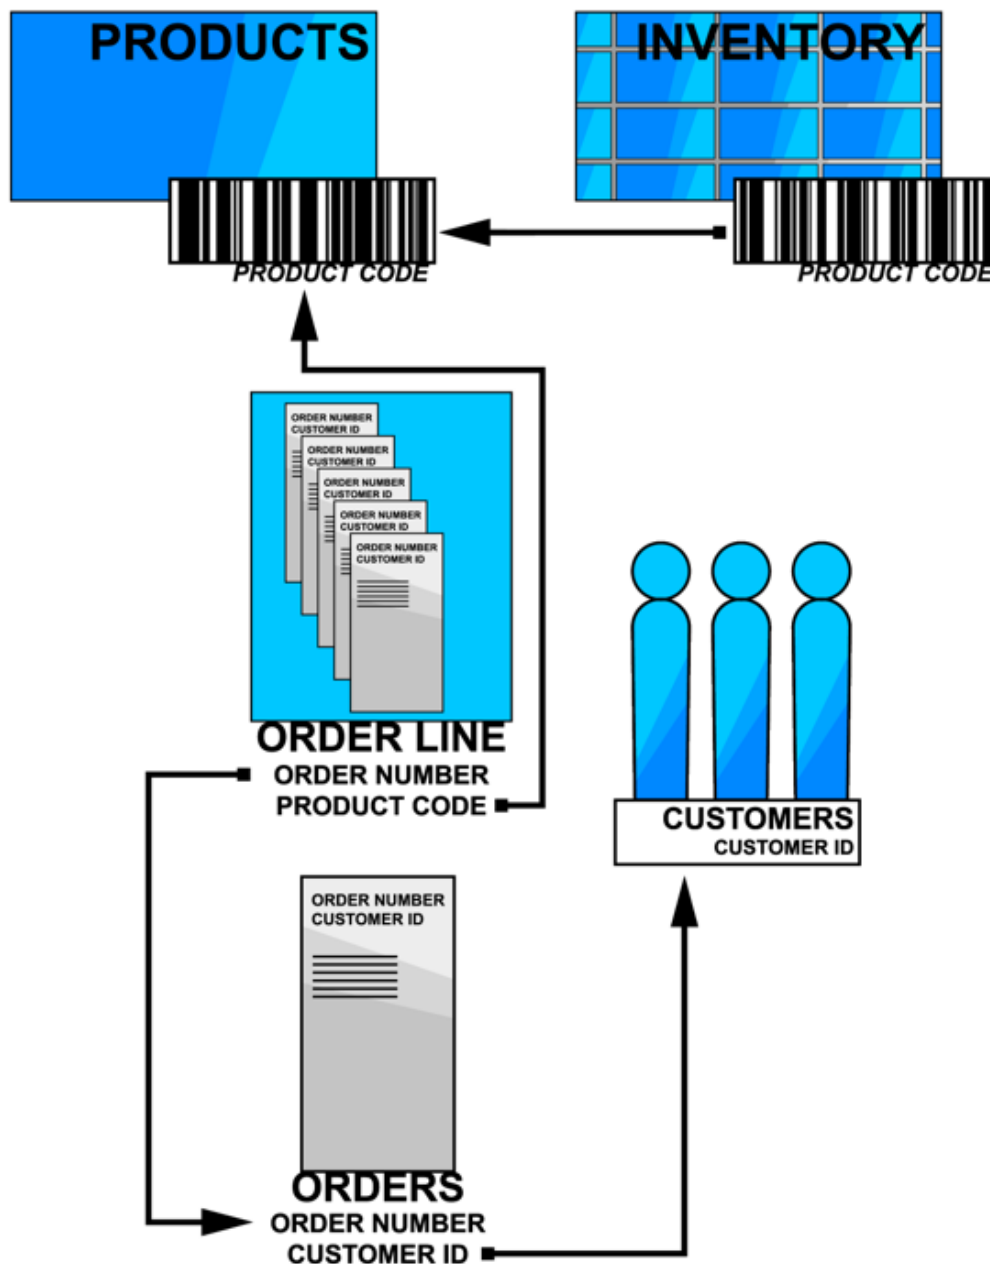 PRODUCTS
INVENTORY
PRODUCT CODE
PRODUCT CODE
ORDER NUMBER
CUSTOMER ID
ORDER NUMBER
CUSTOMER ID
ORDER NUMBER
CUSTOMER ID
ORDER NUMBER
CUSTOMER ID
ORDER NUMBER
CUSTOMER ID
ORDER LINE
ORDER NUMBER
PRODUCT CODE
CUSTOMERS
CUSTOMER ID
ORDER NUMBER
CUSTOMER ID
ORDERS
ORDER NUMBER
CUSTOMER ID